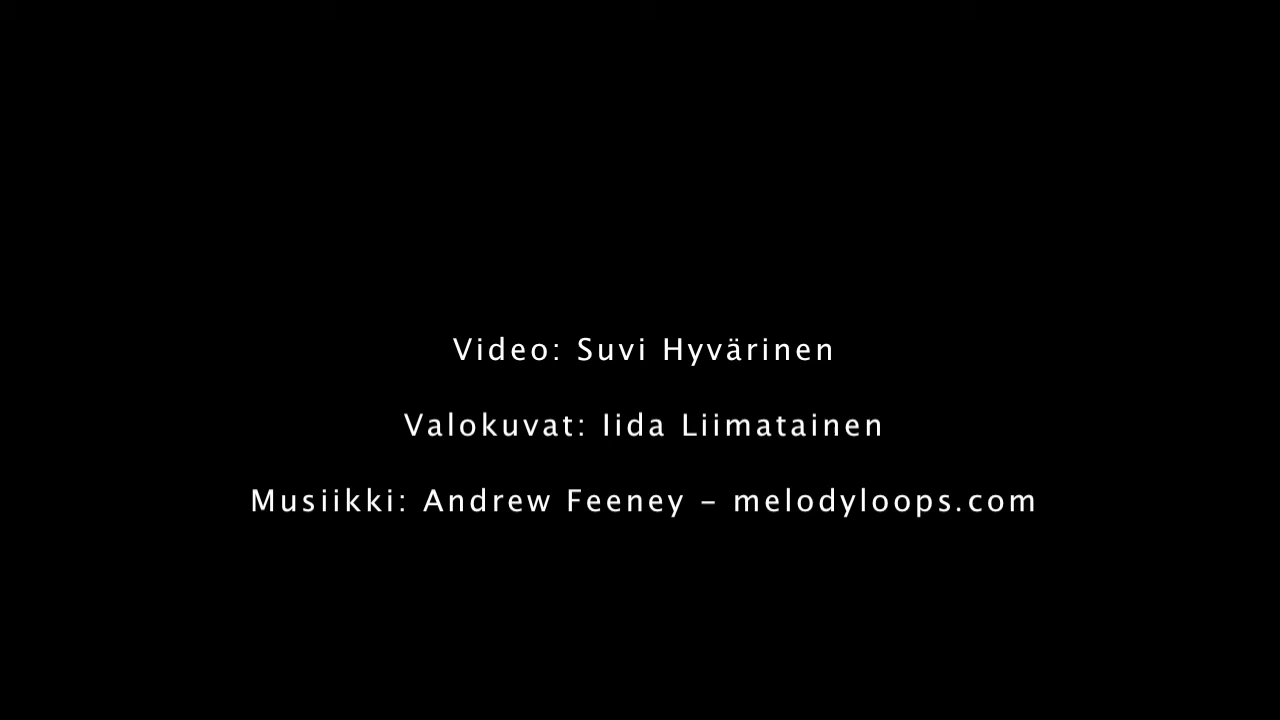 Video: Suvi Hyvärinen
Valokuvat: Iida Liimatainen
Musiikki: Andrew Feeney – melodyloops.com